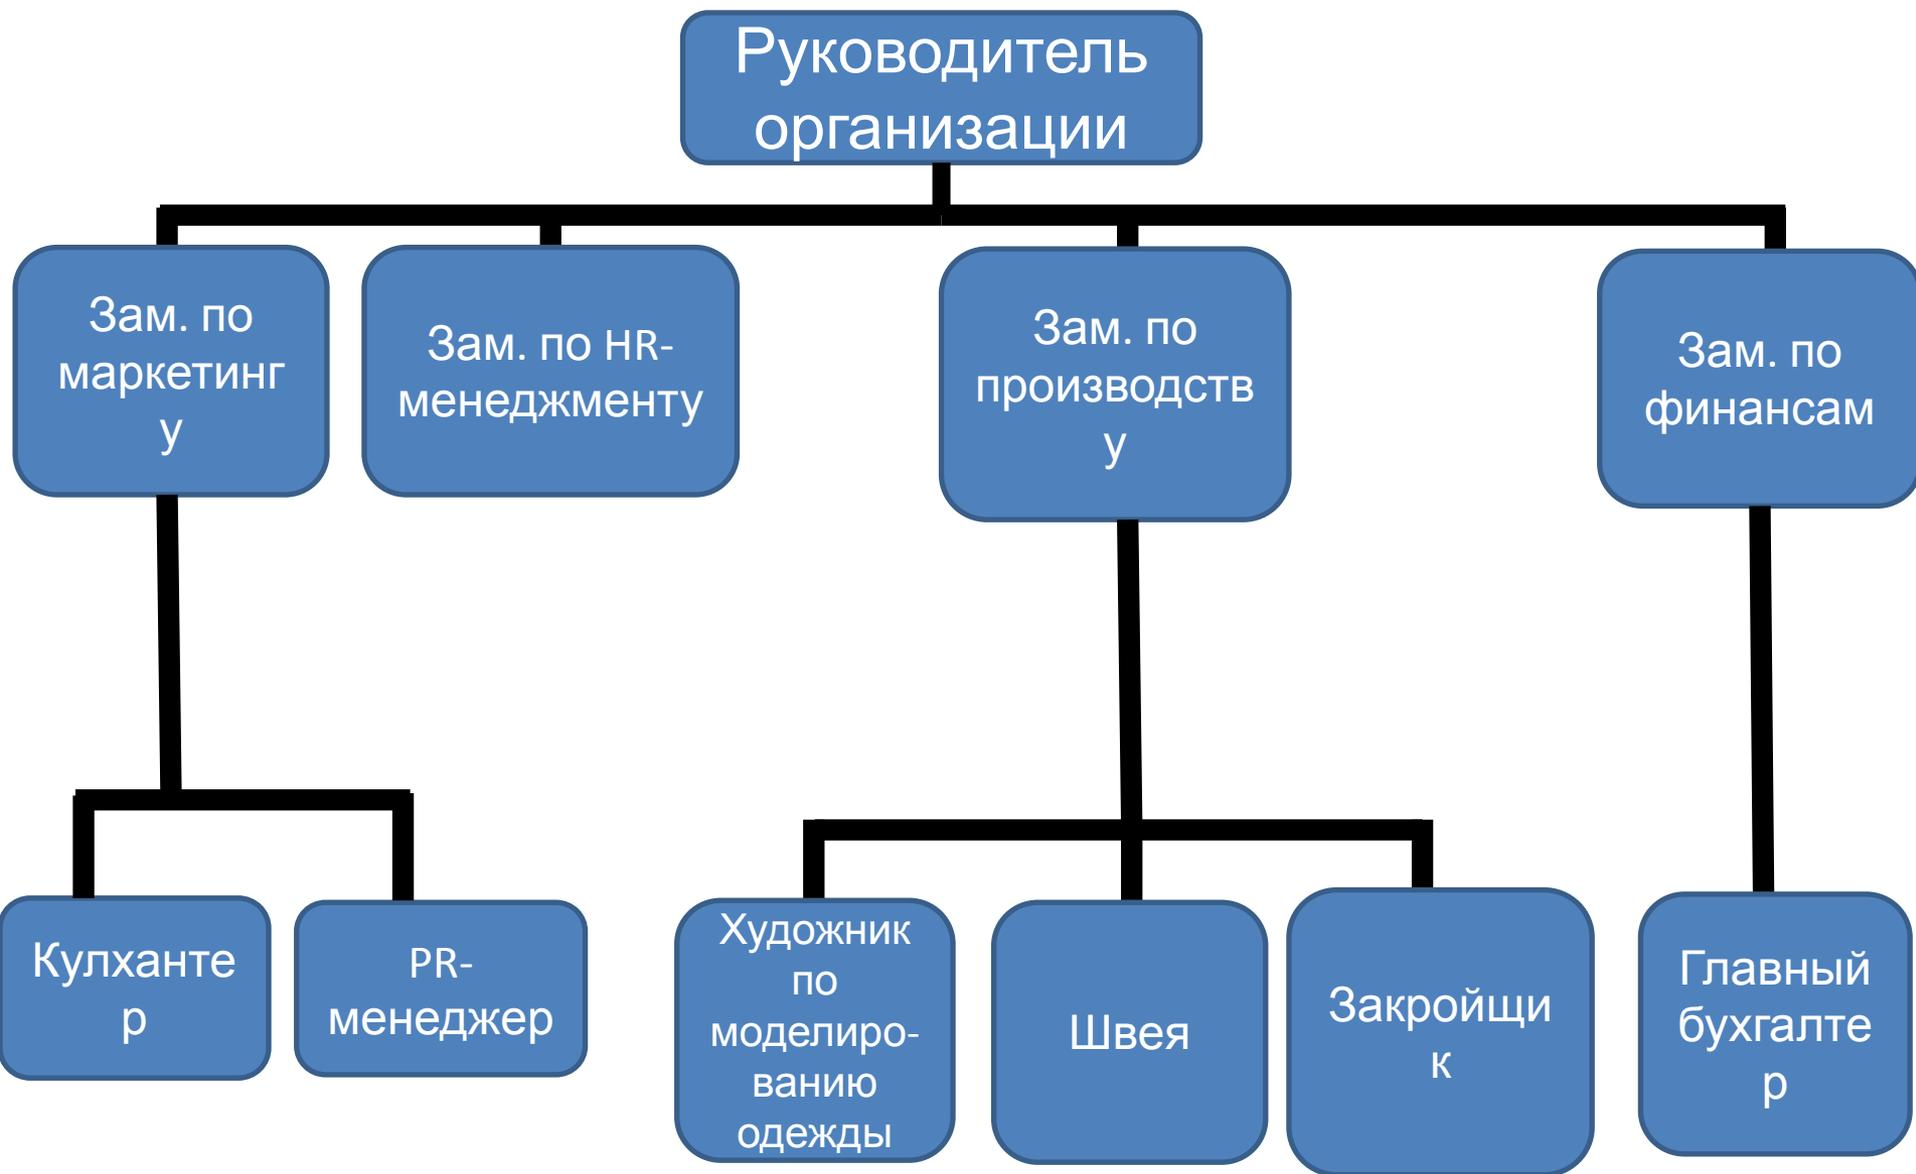 Руководитель
организации
Зам. по
маркетинг
у
Зам. по HR-
менеджменту
Зам. по
производств
у
Зам. по
финансам
Кулханте
р
PR-
менеджер
Художник
по
моделиро-
ванию
одежды
Швея
Закройщи
к
Главный
бухгалте
р